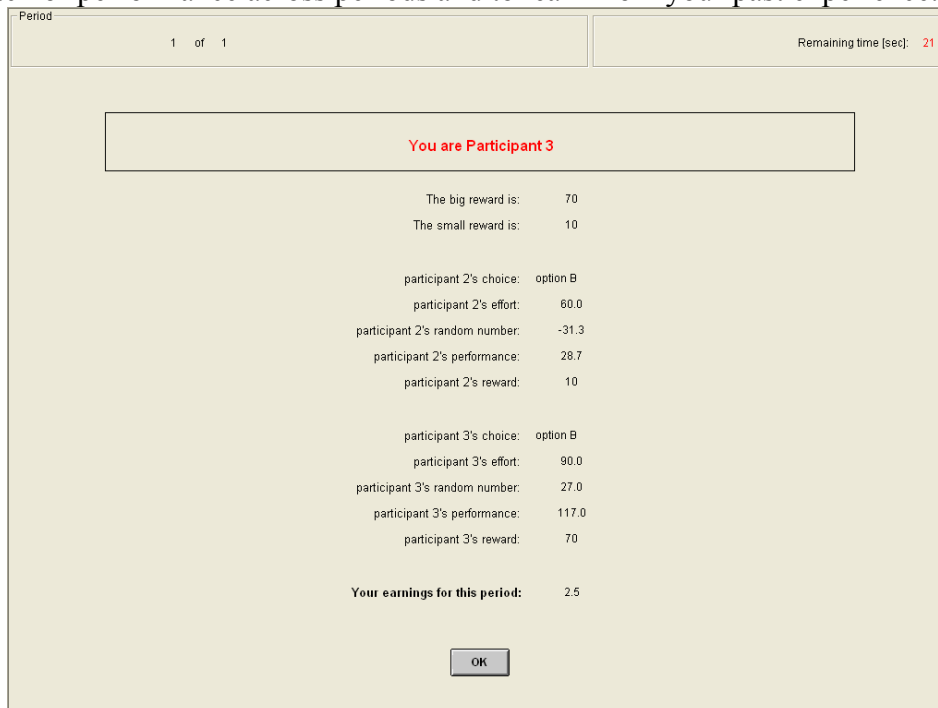 Period
1 of 1
Remaining time [sec]: 21
You are Participant 3
The big reward is: 70
The small reward is: 10
participant 2's choice: option B
participant 2's effort: 60.0
participant 2's random number: -31.3
participant 2's performance: 28.7
participant 2's reward: 10
participant 3's choice: option B
participant 3's effort: 90.0
participant 3's random number: 27.0
participant 3's performance: 117.0
participant 3's reward: 70
Your earnings for this period: 2.5
OK